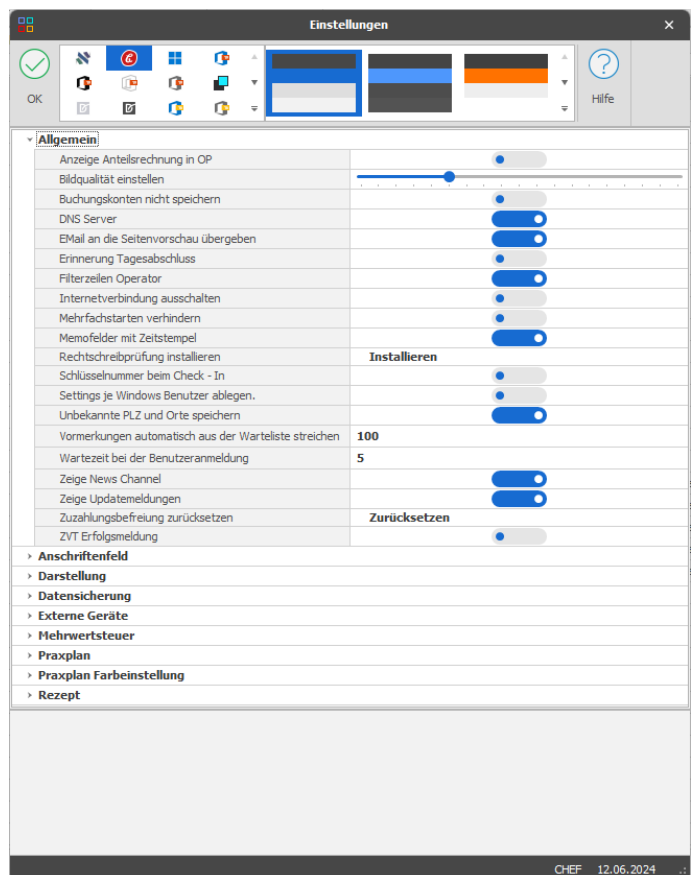 Einstellungen
OK
Hilfe
Allgemein
Anzeige Anteilsrechnung in OP
Bildqualität einstellen
Buchungskonten nicht speichern
DNS Server
EMail an die Seitenvorschau übergeben
Erinnerung Tagesabschluss
Filterzeilen Operator
Internetverbindung ausschalten
Mehrfachstarten verhindern
Memofelder mit Zeitstempel
Rechtschreibprüfung installieren Installieren
Schlüsselnummer beim Check - In
Settings je Windows Benutzer ablegen.
Unbekannte PLZ und Orte speichern
Vormerkungen automatisch aus der Warteliste streichen 100
Wartezeit bei der Benutzeranmeldung 5
Zeige News Channel
Zeige Updatemeldungen
Zuzahlungsbefreiung zurücksetzen Zurücksetzen
ZVT Erfolgsmeldung
Anschriftenfeld
Darstellung
Datensicherung
Externe Geräte
Mehrwertsteuer
Praxplan
Praxplan Farbeinstellung
Rezept
CHEF 12.06.2024